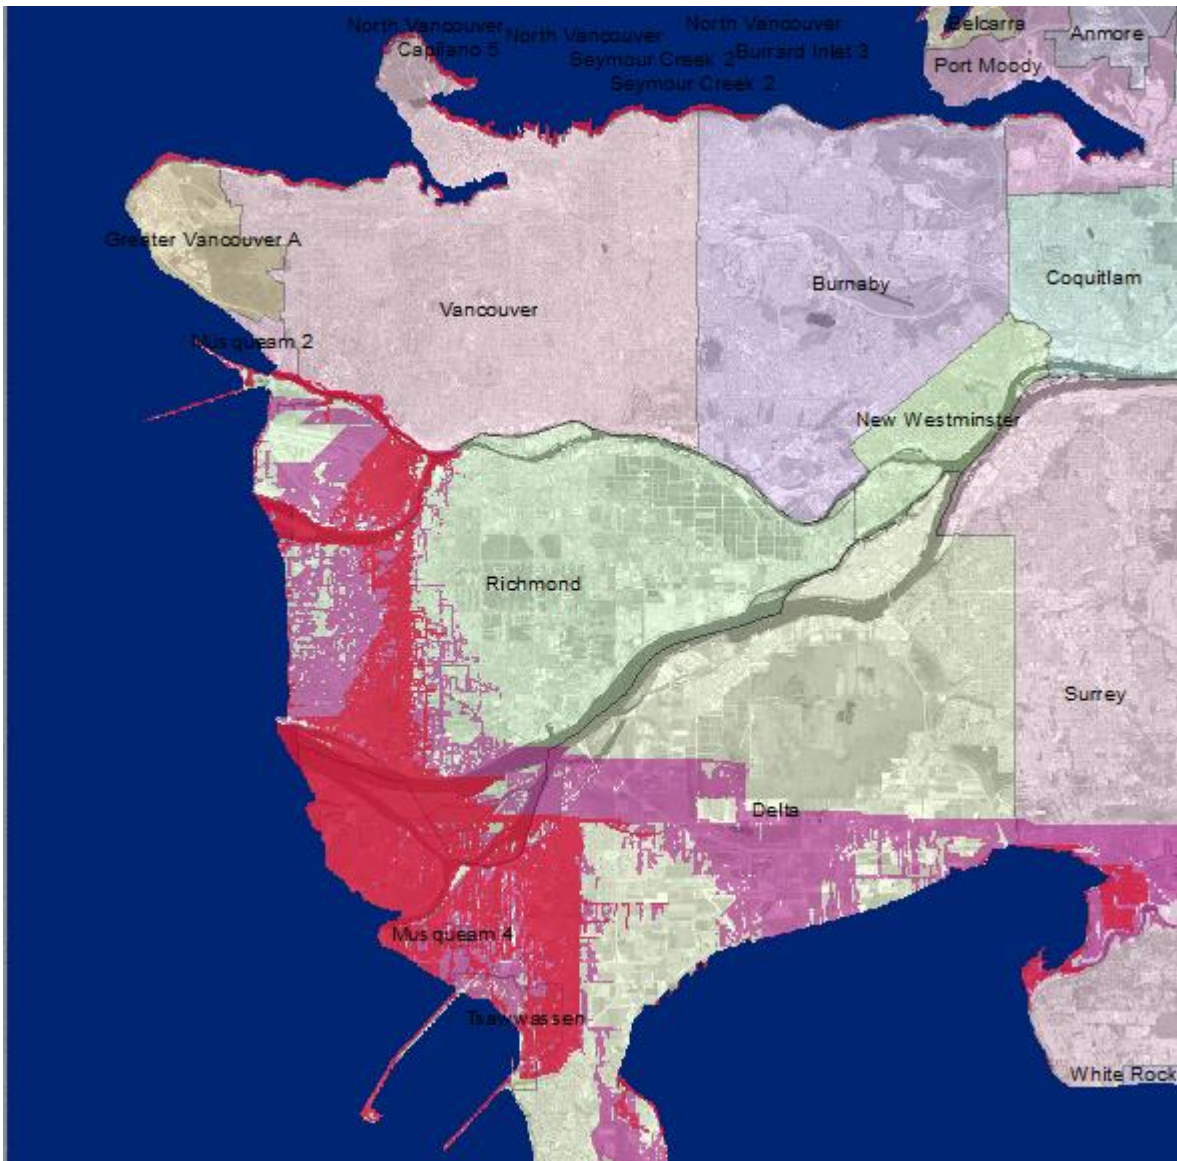 North Vancouver
North Vancouver
Belcarra
Capilano 5
North Vancouver
Anmore
Seymour Creek 2
Burrard Inlet 3
Port Moody
Seymour Creek 2
Greater Vancouver A
Burnaby
Coquitlam
Vancouver
Musqueam 2
New Westminster
Richmond
Surrey
Delta
Musqueam 4
Tsawwassen
White Rock